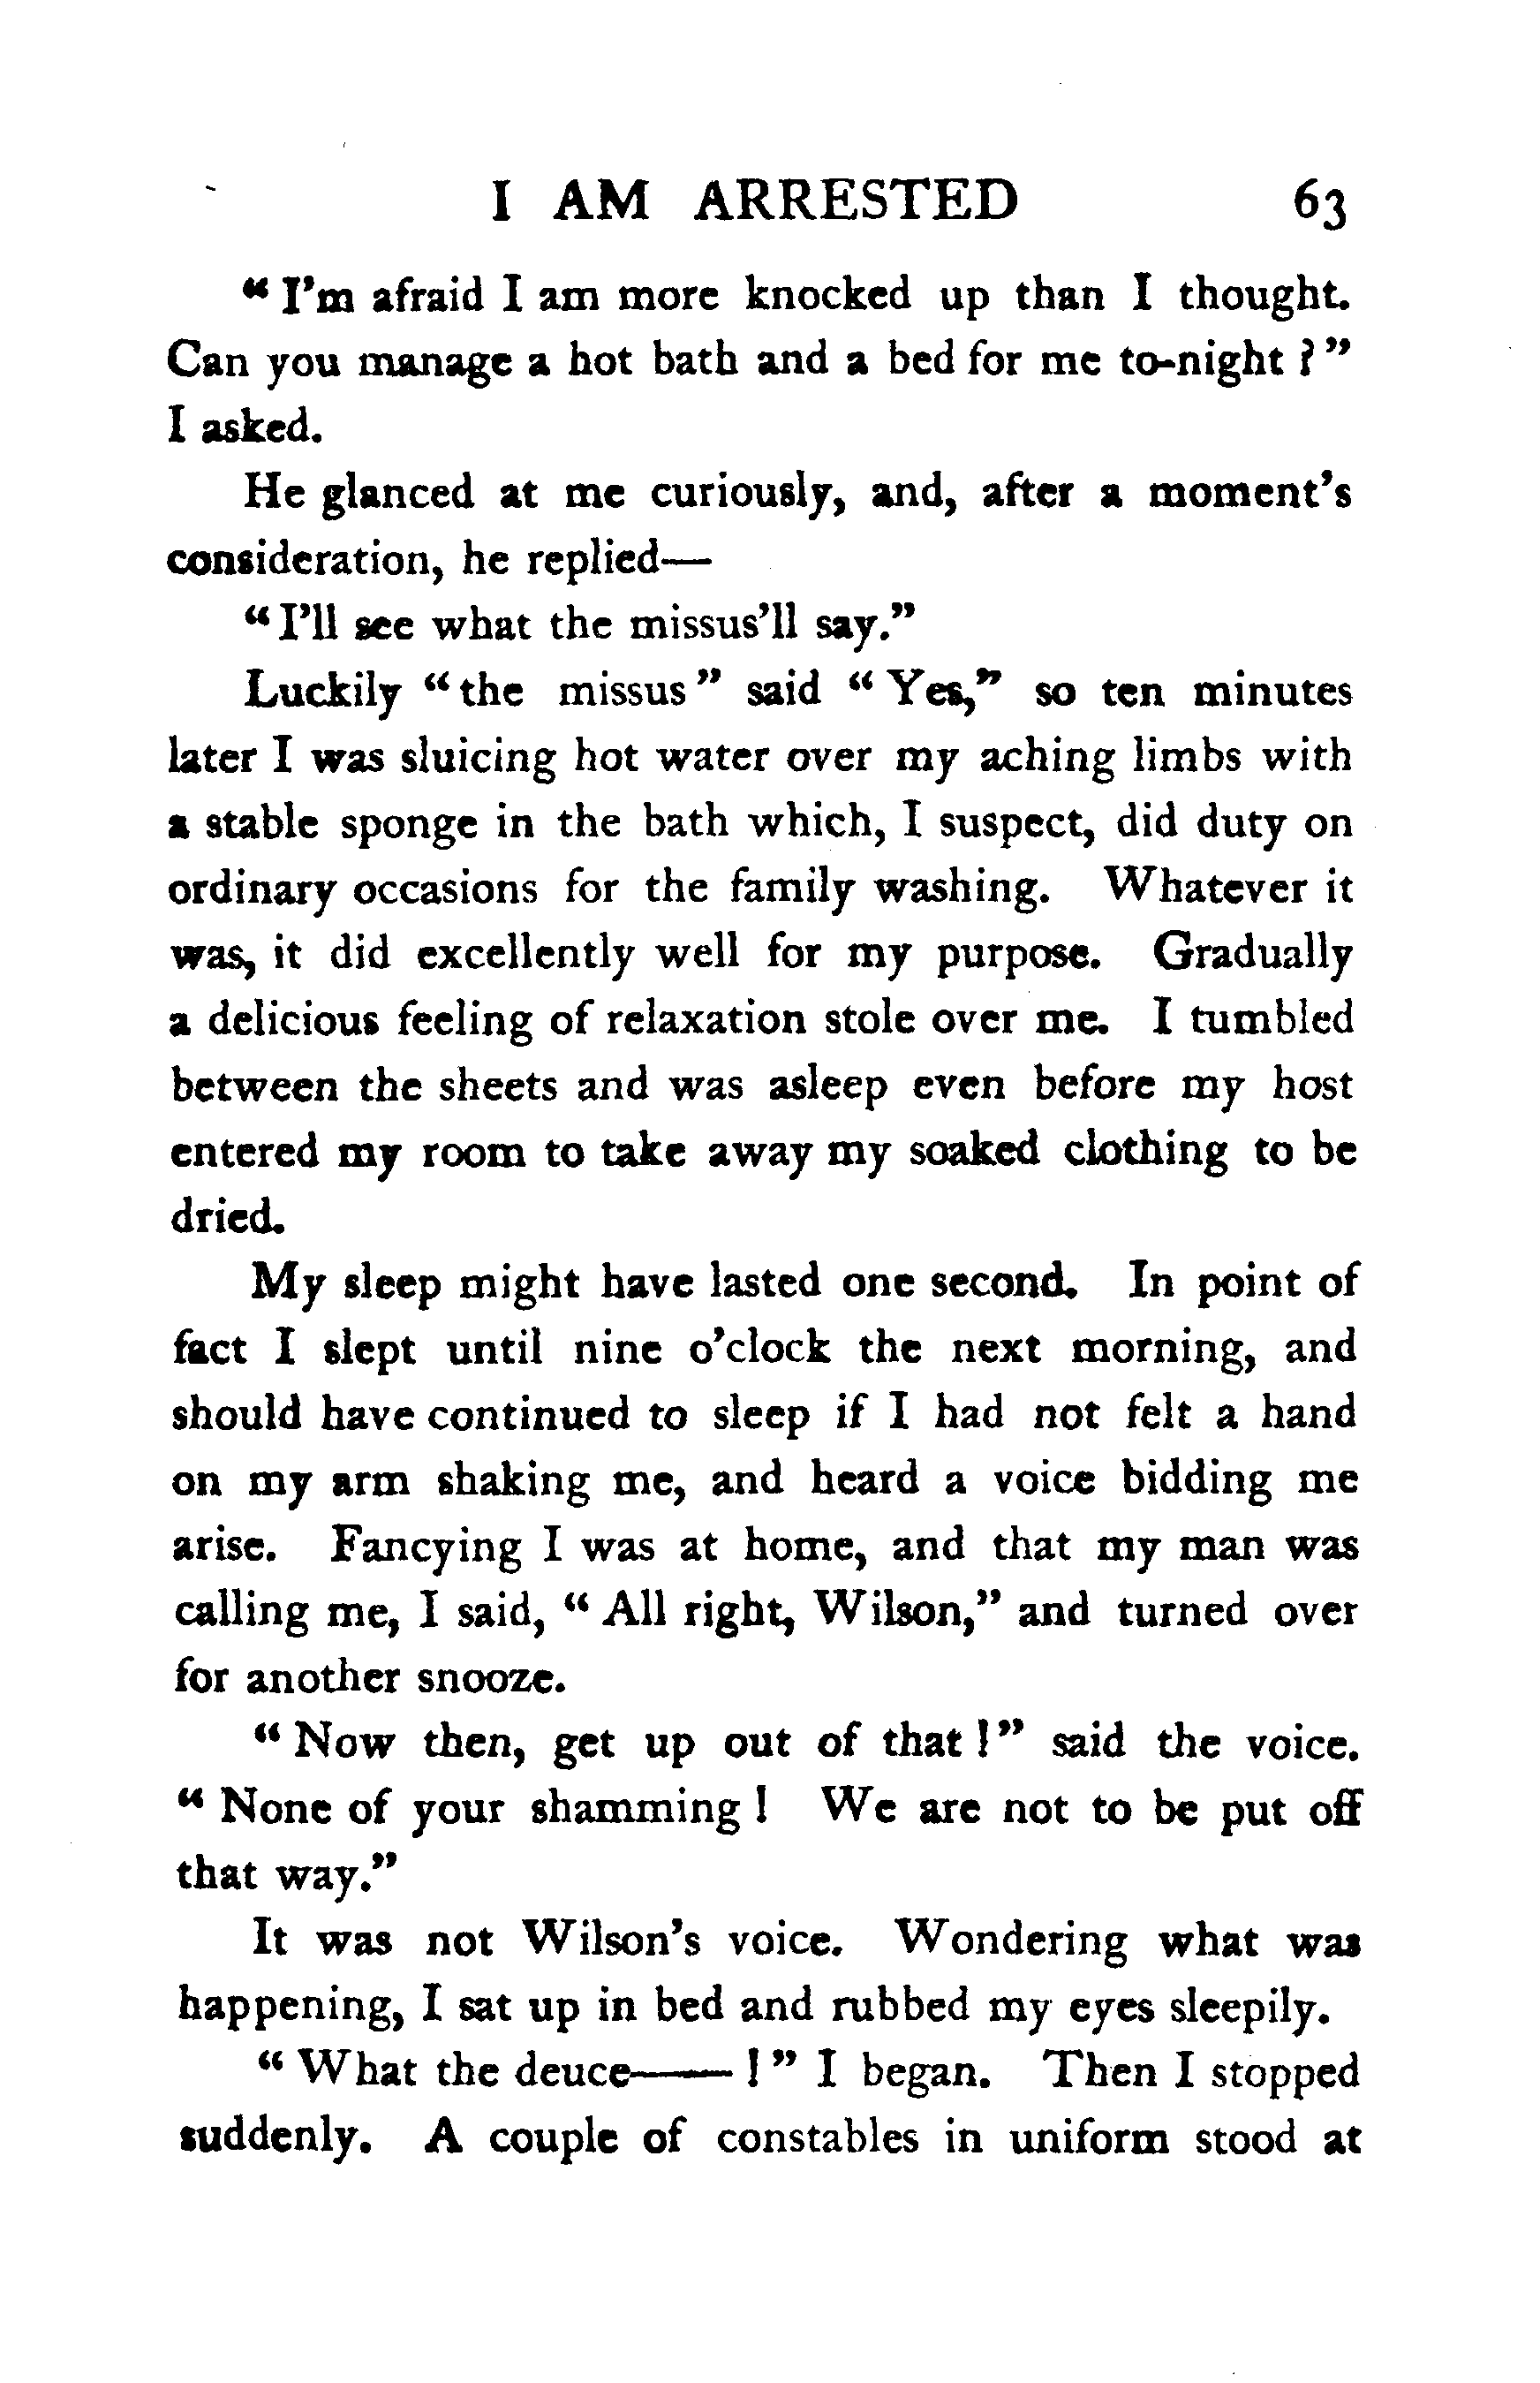 I AM ARRESTED 63
“ I’m afraid I am more knocked up than I thought.
Can you manage a hot bath and a bed for me to-night ? ”
I asked.
He glanced at me curiously, and, after a moment’s
consideration, he replied—
“ I’ll see what the missus’ll say.”
Luckily “ the missus ” said “ Yes,” so ten minutes
later I was sluicing hot water over my aching limbs with
a stable sponge in the bath which, I suspect, did duty on
ordinary occasions for the family washing. Whatever it
was, it did excellently well for my purpose. Gradually
a delicious feeling of relaxation stole over me. I tumbled
between the sheets and was asleep even before my host
entered my room to take away my soaked clothing to be
dried.
My sleep might have lasted one second. In point of
fact I slept until nine o’clock the next morning, and
should have continued to sleep if I had not felt a hand
on my arm shaking me, and heard a voice bidding me
arise. Fancying I was at home, and that my man was
calling me, I said, “ All right, Wilson,” and turned over
for another snooze.
“ Now then, get up out of that ! ” said the voice.
“ None of your shamming ! We are not to be put off
that way.”
It was not Wilson’s voice. Wondering what was
happening, I sat up in bed and rubbed my eyes sleepily.
“ What the deuce—— ! ” I began. Then I stopped
suddenly. A couple of constables in uniform stood at